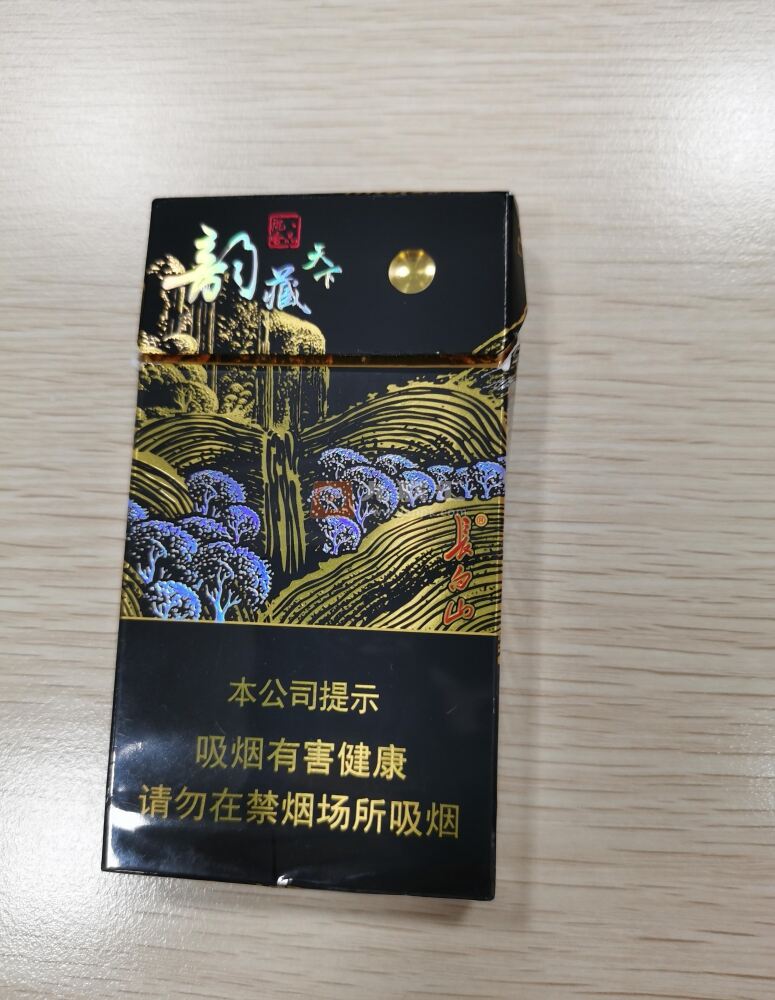 韵藏天下
長白山®
本公司提示
吸烟有害健康
请勿在禁烟场所吸烟